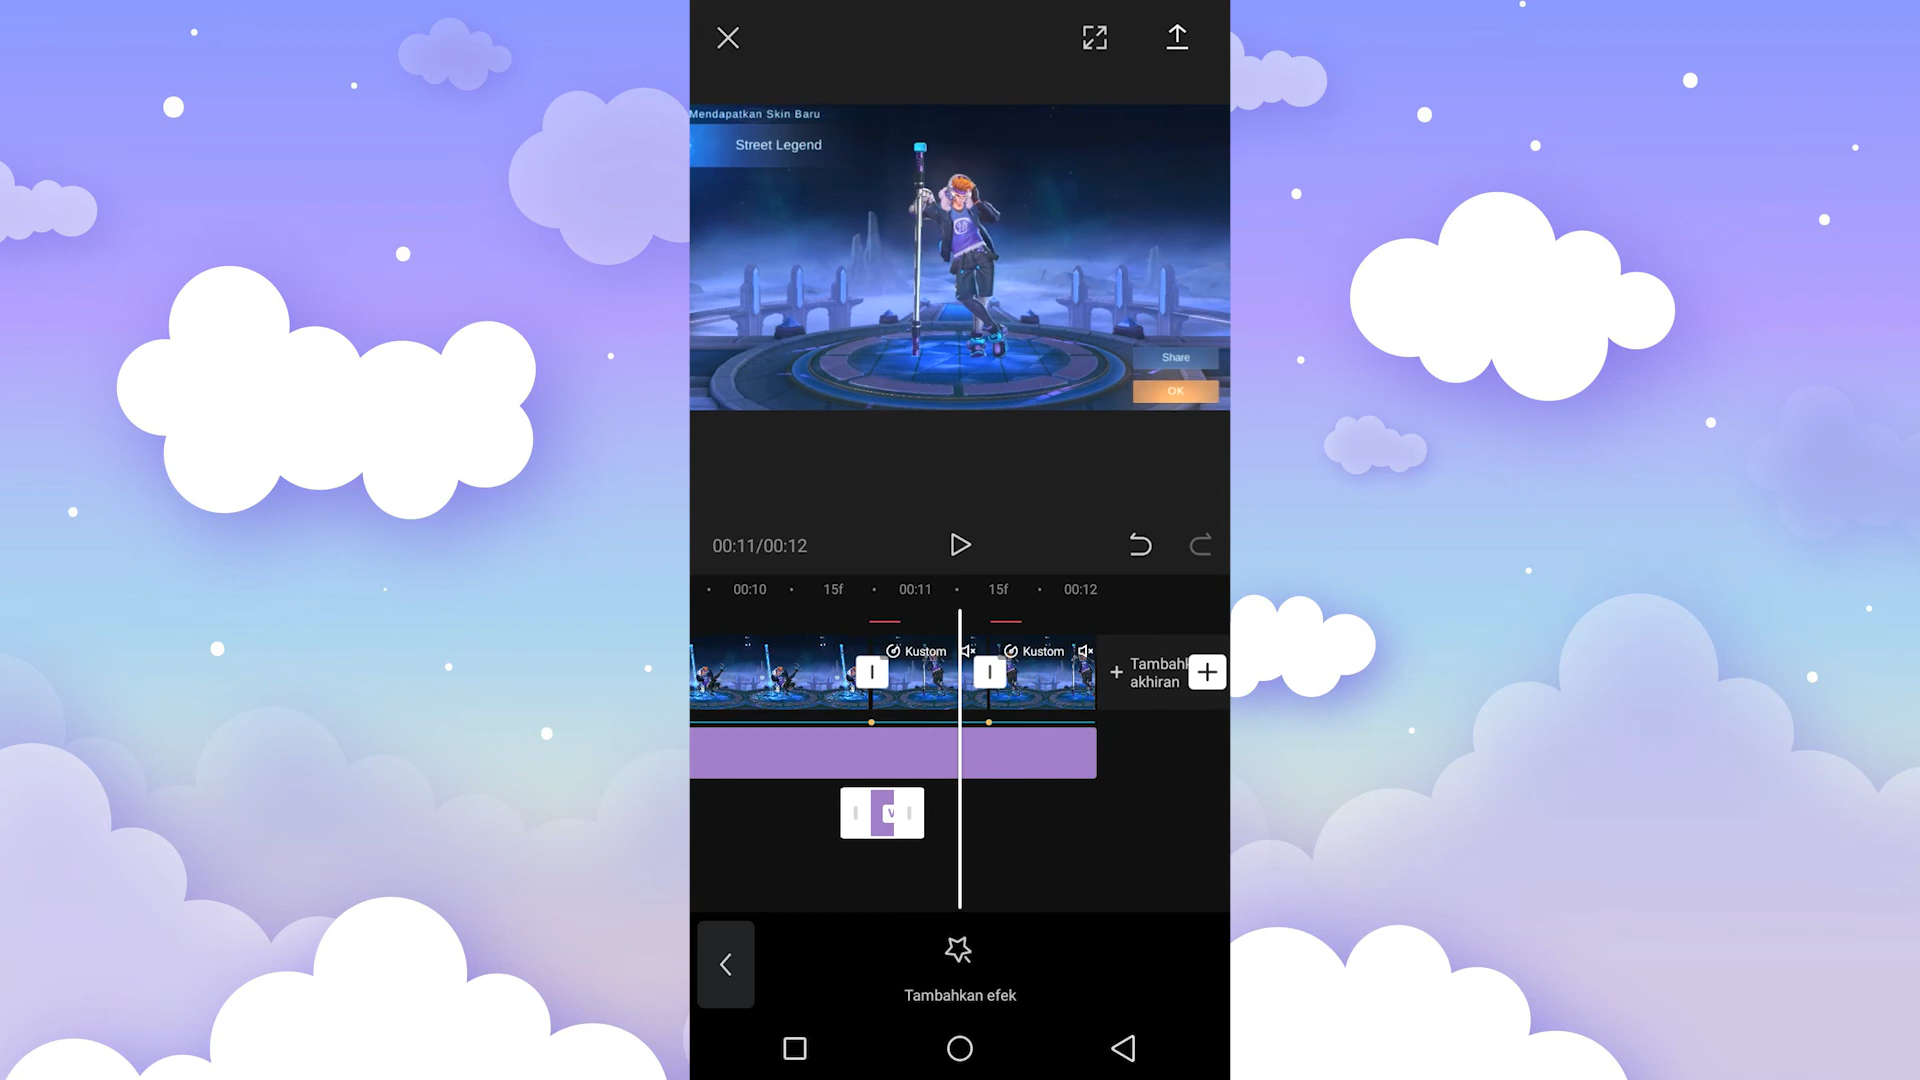 Mendapatkan Skin Baru
Street Legend
Share
OK
00:11/00:12
00:10
15f
00:11
15f
00:12
Kustom
Kustom
akhiran
Tambahkan efek